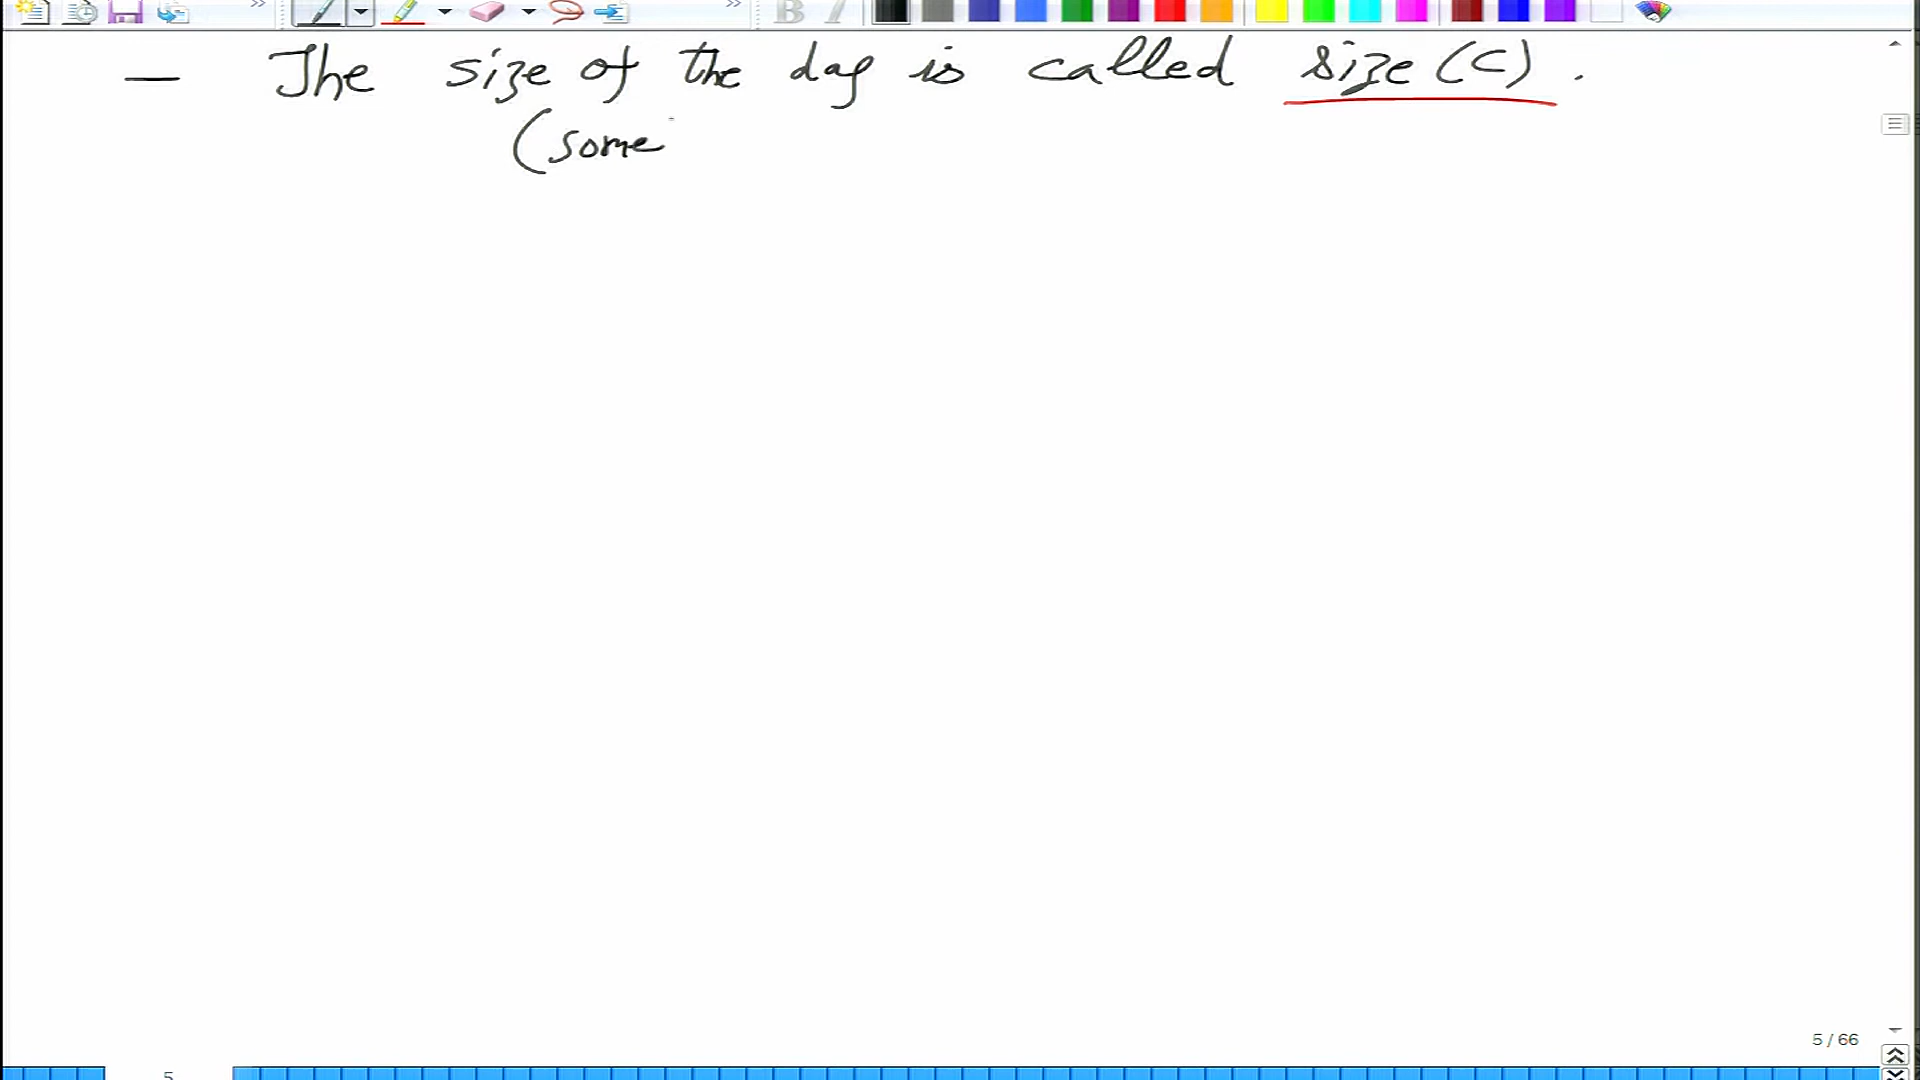 B I
— The size of the dag is called size(C).
(some
5 / 66
5